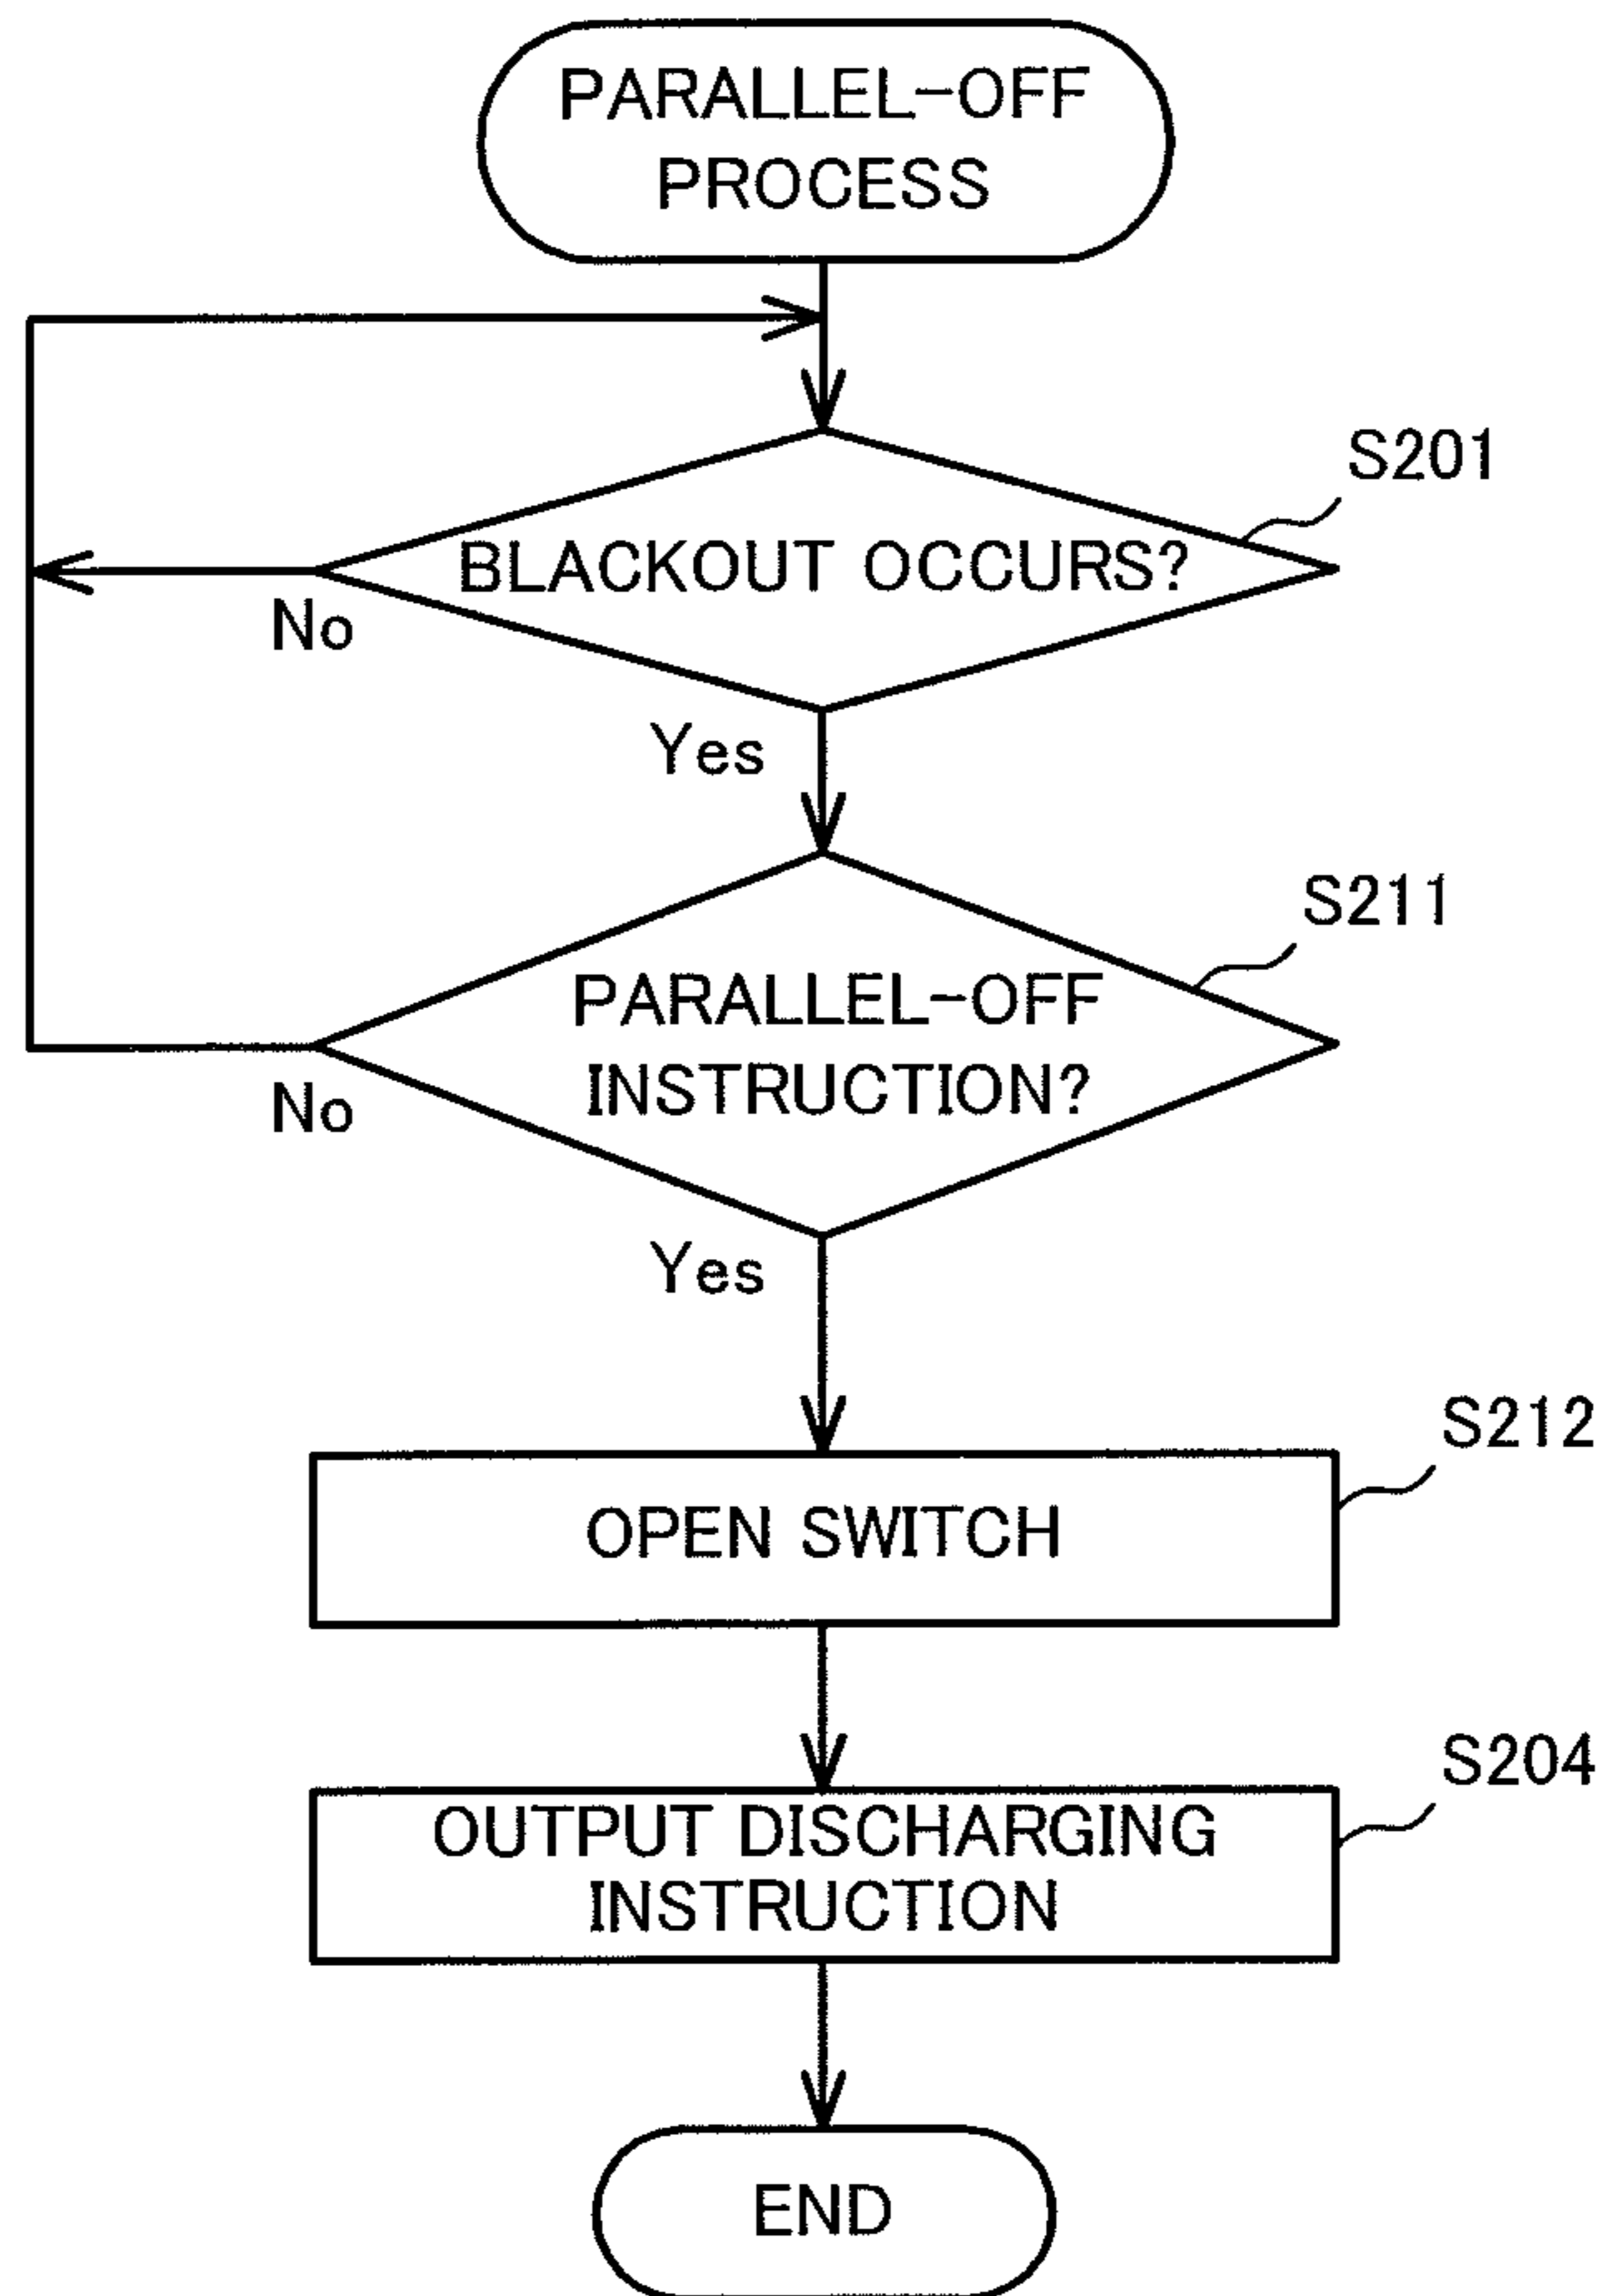 PARALLEL-OFF
PROCESS
S201
BLACKOUT OCCURS?
No
Yes
S211
PARALLEL-OFF
INSTRUCTION?
No
Yes
S212
OPEN SWITCH
S204
OUTPUT DISCHARGING
INSTRUCTION
END